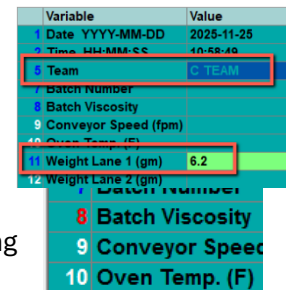 Variable Value
1 Date YYYY-MM-DD 2025-11-25
2 Time HH:MM:SS 10:58:49
5 Team C TEAM
7 Batch Number
8 Batch Viscosity
9 Conveyor Speed (fpm)
10 Oven Temp. (F)
11 Weight Lane 1 (gm) 6.2
12 Weight Lane 2 (gm)
7 Batch Number
8 Batch Viscosity
9 Conveyor Speed
10 Oven Temp. (F)